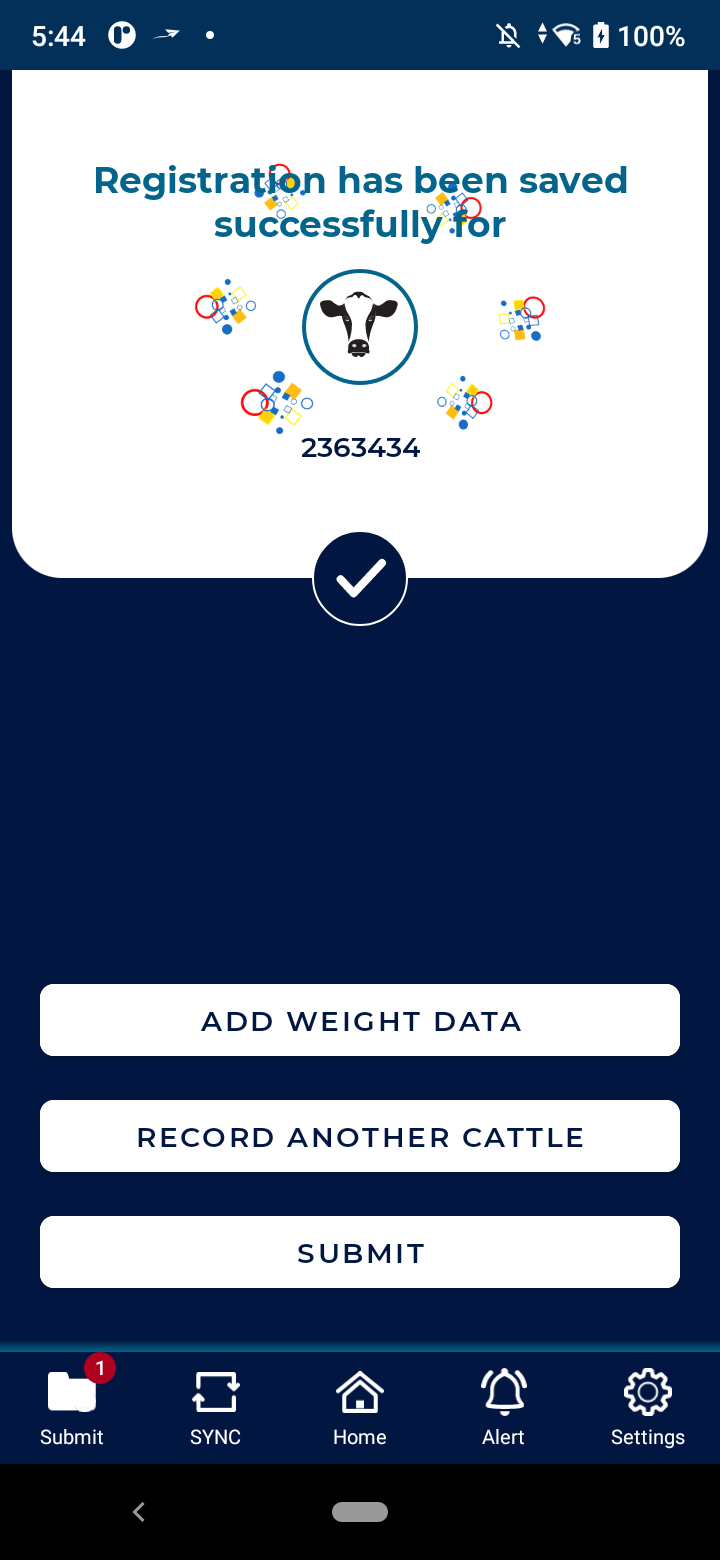 5:44
5
100%
Registration has been saved
successfully for
2363434
ADD WEIGHT DATA
RECORD ANOTHER CATTLE
SUBMIT
1
Submit
SYNC
Home
Alert
Settings